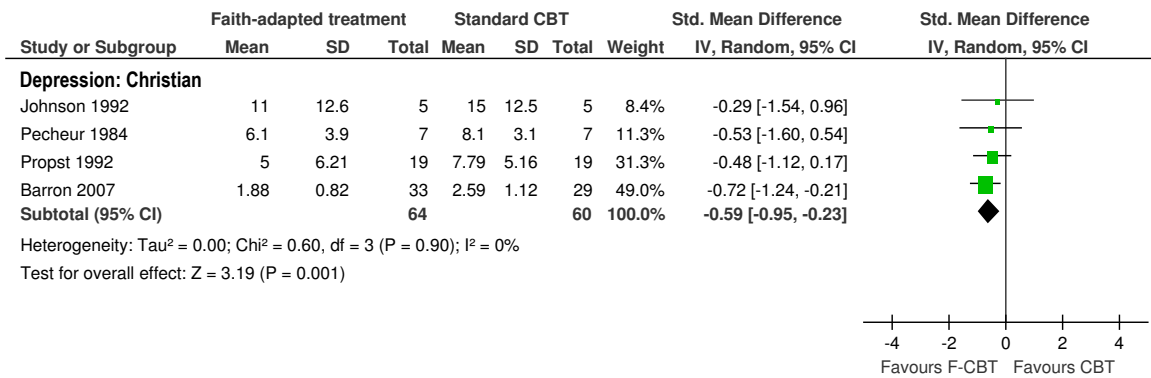 Faith-adapted treatment Standard CBT Std. Mean Difference Std. Mean Difference
Study or Subgroup Mean SD Total Mean SD Total Weight IV, Random, 95% CI IV, Random, 95% CI
Depression: Christian
Johnson 1992 11 12.6 5 15 12.5 5 8.4% -0.29 [-1.54, 0.96]
Pecheur 1984 6.1 3.9 7 8.1 3.1 7 11.3% -0.53 [-1.60, 0.54]
Propst 1992 5 6.21 19 7.79 5.16 19 31.3% -0.48 [-1.12, 0.17]
Barron 2007 1.88 0.82 33 2.59 1.12 29 49.0% -0.72 [-1.24, -0.21]
Subtotal (95% CI) 64 60 100.0% -0.59 [-0.95, -0.23]
Heterogeneity: Tau² = 0.00; Chi² = 0.60, df = 3 (P = 0.90); I² = 0%
Test for overall effect: Z = 3.19 (P = 0.001)
-4 -2 0 2 4
Favours F-CBT Favours CBT